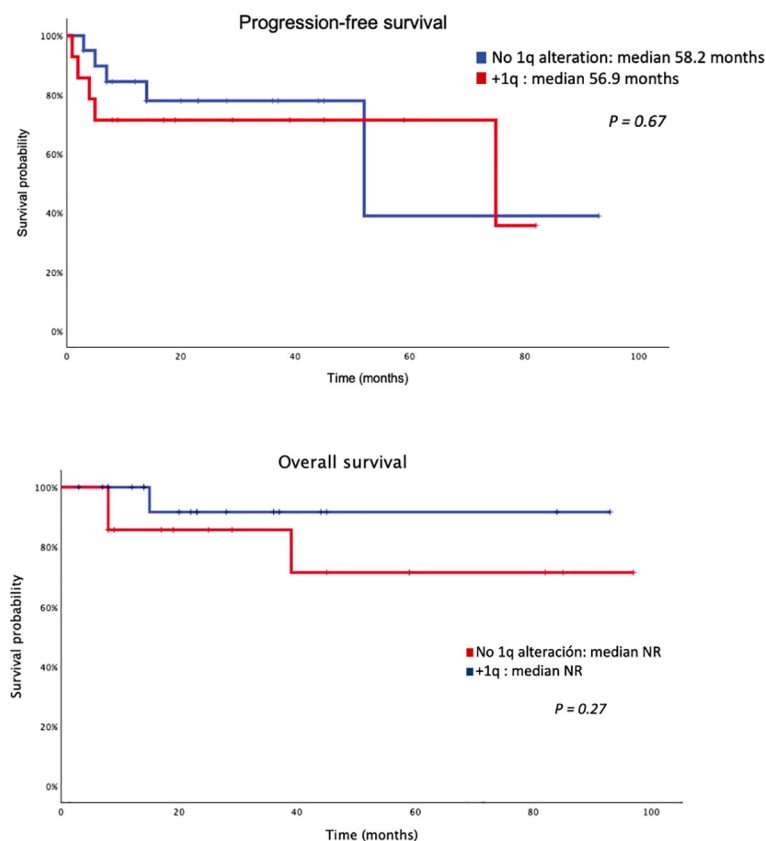 Progression-free survival
No 1q alteration: median 58.2 months
+1q : median 56.9 months
P = 0.67
Survival probability
100%
80%
60%
40%
20%
0%
0 20 40 60 80 100
Time (months)
Overall survival
Survival probability
100%
80%
60%
40%
20%
0%
No 1q alteración: median NR
+1q : median NR
P = 0.27
0 20 40 60 80 100
Time (months)